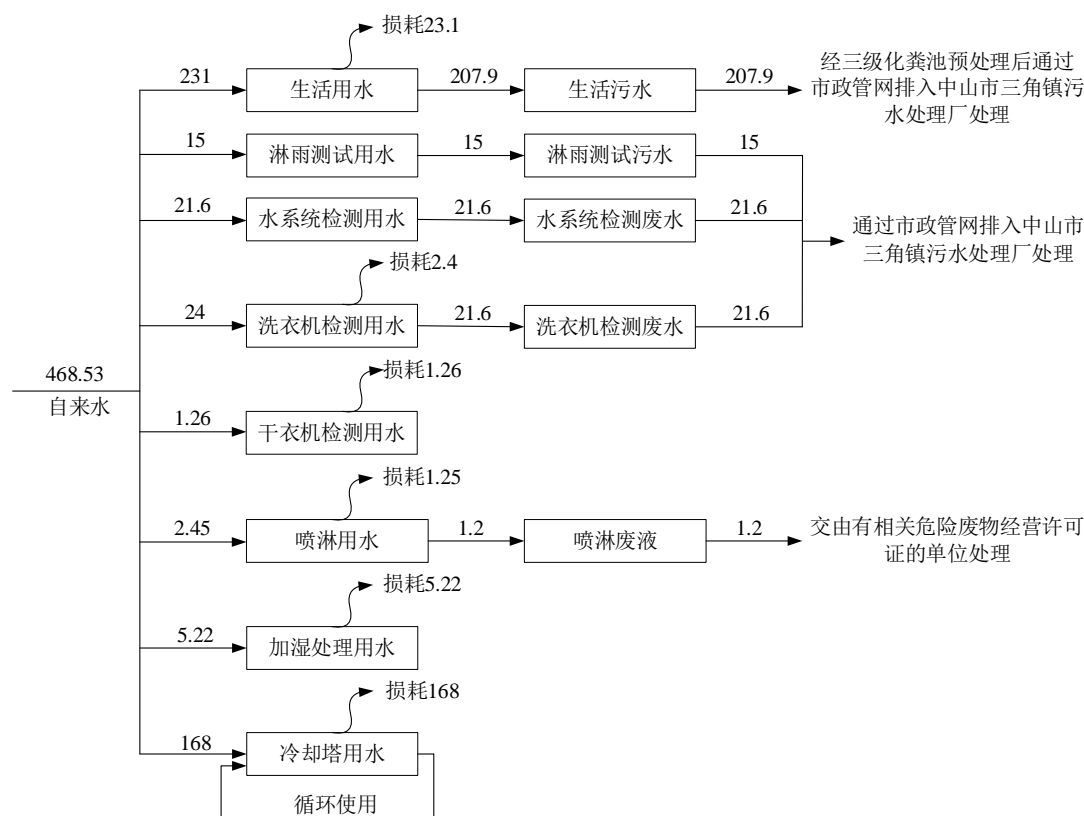 损耗23.1
231
生活用水
207.9
生活污水
207.9
经三级化粪池预处理后通过
市政管网排入中山市三角镇污
水处理厂处理
15
淋雨测试用水
15
淋雨测试污水
15
21.6
水系统检测用水
21.6
水系统检测废水
21.6
通过市政管网排入中山市
三角镇污水处理厂处理
损耗2.4
24
洗衣机检测用水
21.6
洗衣机检测废水
21.6
468.53
自来水
损耗1.26
1.26
干衣机检测用水
损耗1.25
2.45
喷淋用水
1.2
喷淋废液
1.2
交由有相关危险废物经营许可
证的单位处理
损耗5.22
5.22
加湿处理用水
损耗168
168
冷却塔用水
循环使用